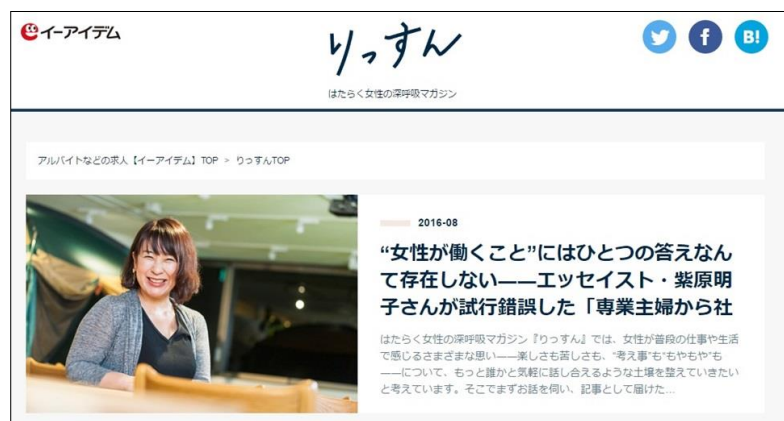 イーアイデム
りっすん
はたらく女性の深呼吸マガジン
B!
アルバイトなどの求人【イーアイデム】TOP > りっすんTOP
2016-08
“女性が働くこと”にはひとつの答えなん
て存在しない——エッセイスト・紫原明
子さんが試行錯誤した「専業主婦から社
はたらく女性の深呼吸マガジン『りっすん』では、女性が普段の仕事や生活
で感じるさまざまな思い——楽しさも苦しさも、“考え事”も“もやもや”も
——について、もっと誰かと気軽に話し合えるような土壌を整えていきたい
と考えています。そこでまずお話を伺い、記事として届けた...